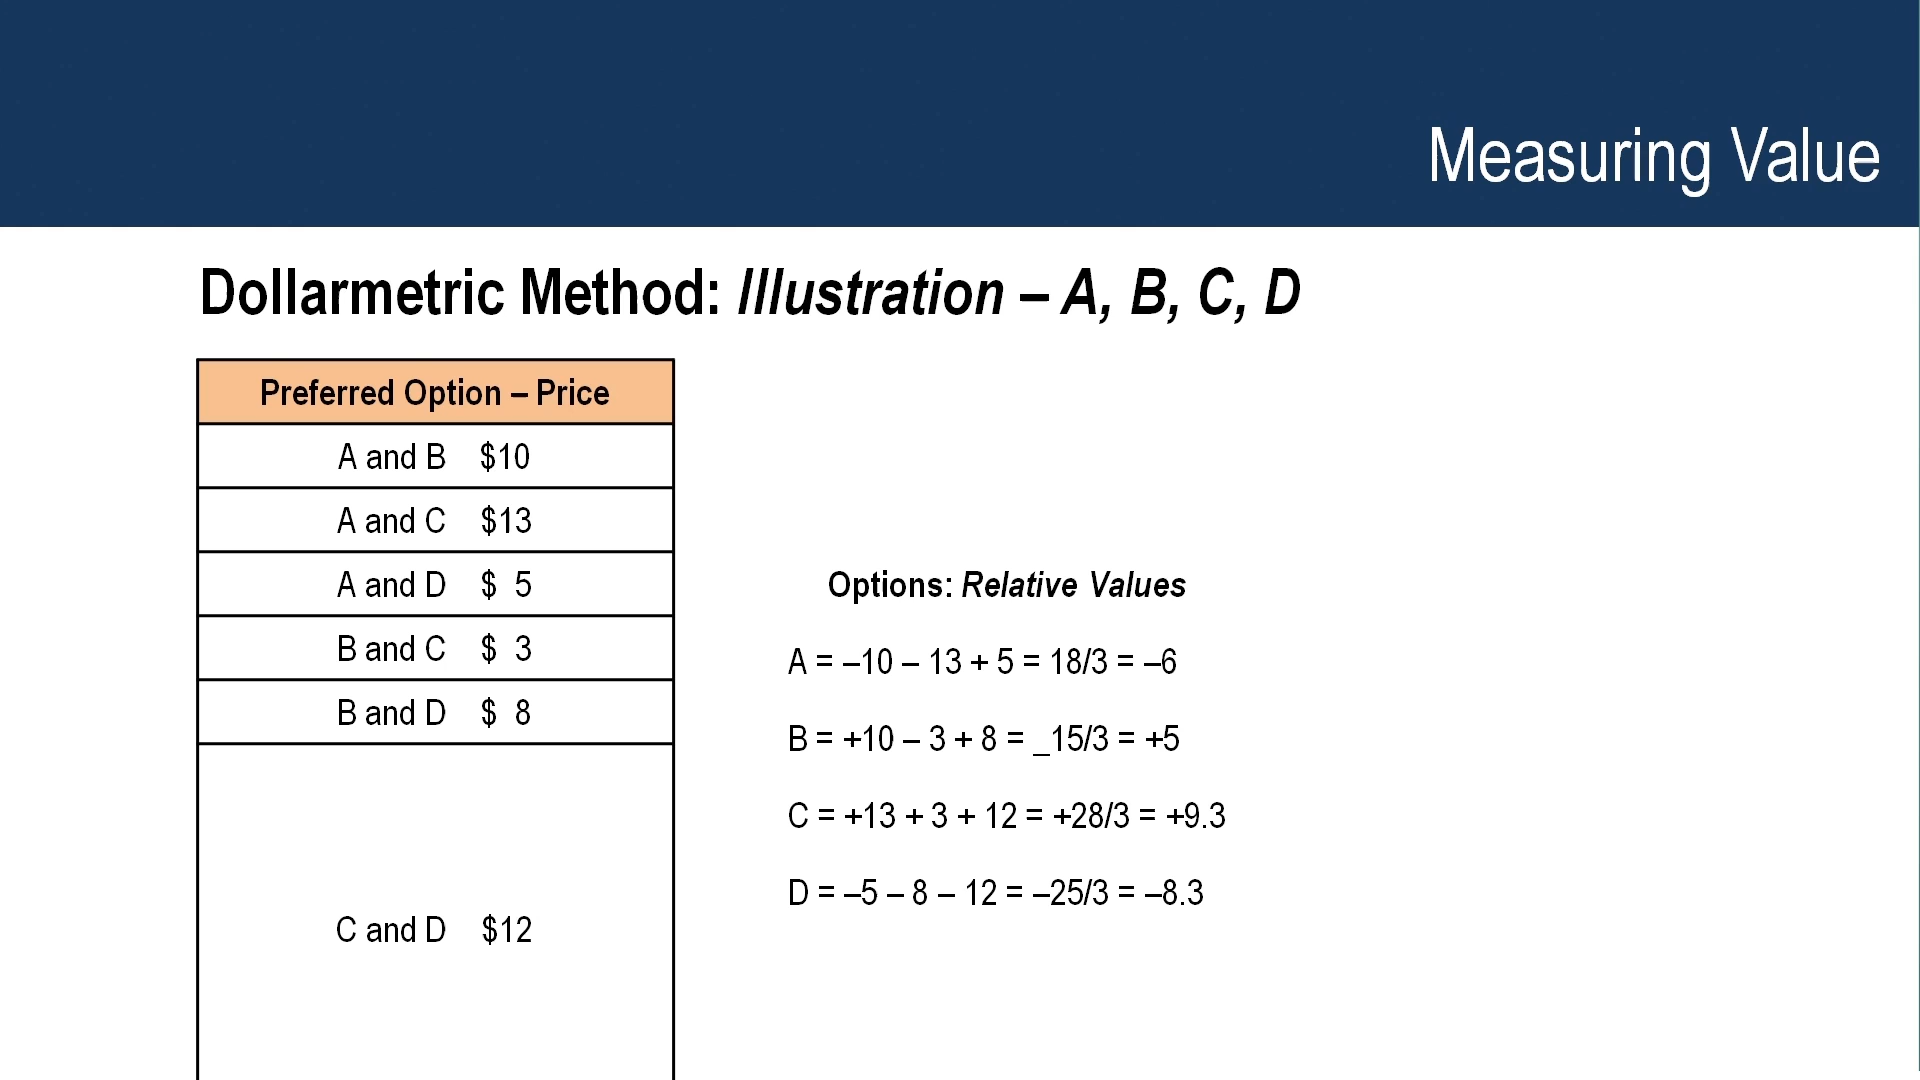 Measuring Value
Dollarmetric Method: Illustration – A, B, C, D
Preferred Option – Price
A and B $10
A and C $13
A and D $ 5
B and C $ 3
B and D $ 8
C and D $12
Options: Relative Values
A = –10 – 13 + 5 = 18/3 = –6
B = +10 – 3 + 8 = _15/3 = +5
C = +13 + 3 + 12 = +28/3 = +9.3
D = –5 – 8 – 12 = –25/3 = –8.3